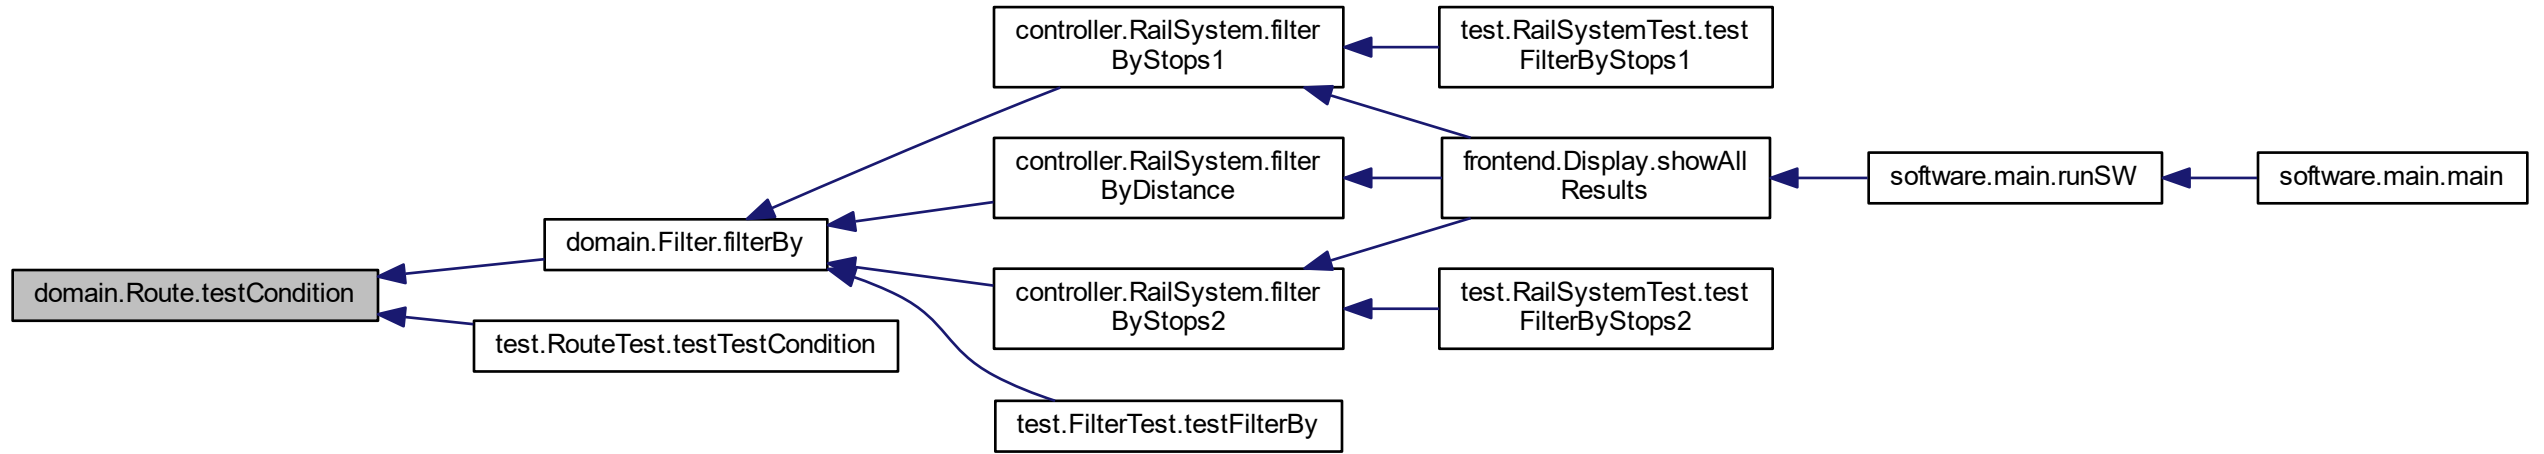 domain.Route.testCondition
domain.Filter.filterBy
test.RouteTest.testTestCondition
controller.RailSystem.filter
ByStops1
controller.RailSystem.filter
ByDistance
controller.RailSystem.filter
ByStops2
test.FilterTest.testFilterBy
test.RailSystemTest.test
FilterByStops1
frontend.Display.showAll
Results
test.RailSystemTest.test
FilterByStops2
software.main.runSW
software.main.main